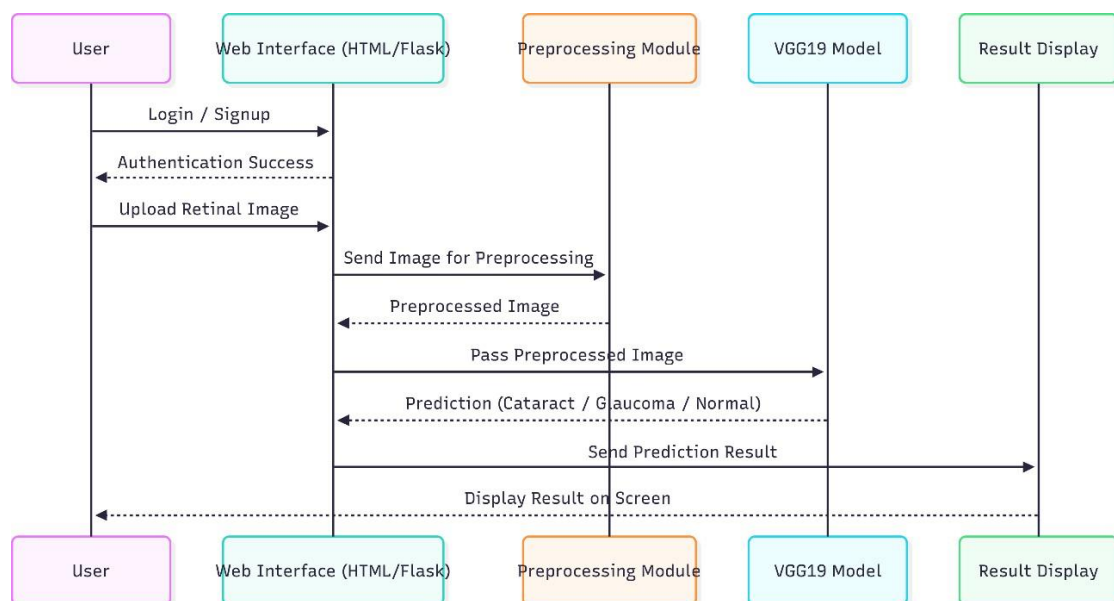 User
Web Interface (HTML/Flask)
Preprocessing Module
VGG19 Model
Result Display
Login / Signup
Authentication Success
Upload Retinal Image
Send Image for Preprocessing
Preprocessed Image
Pass Preprocessed Image
Prediction (Cataract / Glaucoma / Normal)
Send Prediction Result
Display Result on Screen
User
Web Interface (HTML/Flask)
Preprocessing Module
VGG19 Model
Result Display